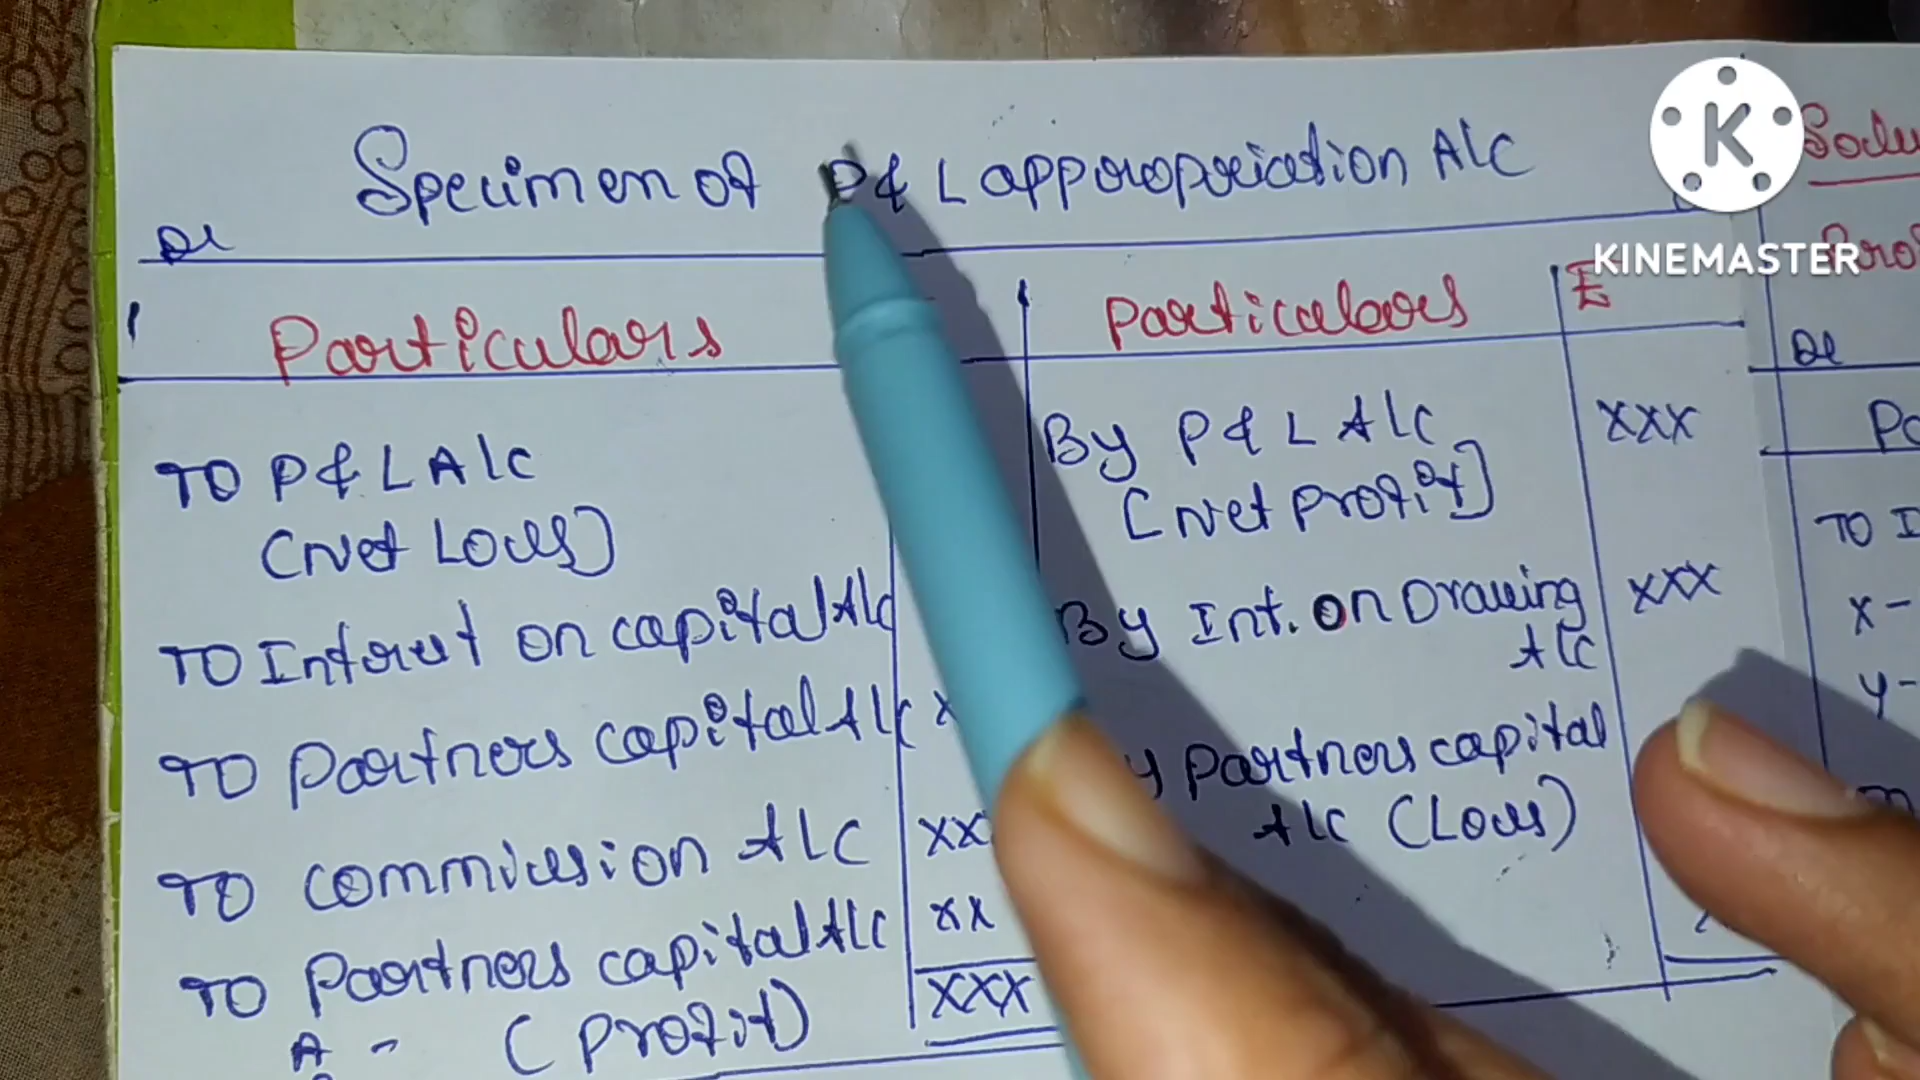 Specimen of P & L appropriation A/c
Dr
Particulars
To P & L A/c
(Net Loss)
To Interest on capital A/c
To Partners capital A/c
To commission A/c xx
To Partners capital A/c xx
A - (Profit) xxx
Particulars
By P & L A/c xxx
[Net profit]
By Int. on Drawing xxx
A/c
Partners capital
A/c (Loss)
KINEMASTER
Dr
To I
x -
y -